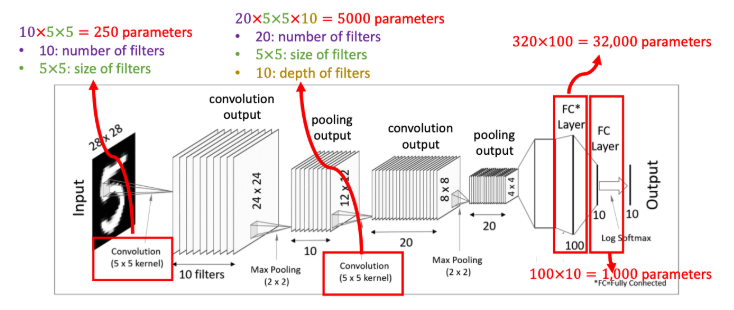 10×5×5 = 250 parameters
• 10: number of filters
• 5×5: size of filters
20×5×5×10 = 5000 parameters
• 20: number of filters
• 5×5: size of filters
• 10: depth of filters
320×100 = 32,000 parameters
convolution
output
pooling
output
convolution
output
pooling
output
FC*
Layer
FC
Layer
28 x 28
Input
24 x 24
12 x 12
8 x 8
4 x 4
Output
Convolution
(5 x 5 kernel)
10 filters
Max Pooling
(2 x 2)
10
Convolution
(5 x 5 kernel)
20
Max Pooling
(2 x 2)
20
100
10
10
Log Softmax
100×10 = 1,000 parameters
*FC=Fully Connected